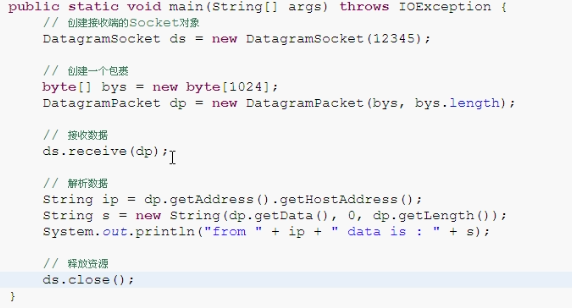 public static void main(String[] args) throws IOException {
// 创建接收端的Socket对象
DatagramSocket ds = new DatagramSocket(12345);
// 创建一个包裹
byte[] bys = new byte[1024];
DatagramPacket dp = new DatagramPacket(bys, bys.length);
// 接收数据
ds.receive(dp);
// 解析数据
String ip = dp.getAddress().getHostAddress();
String s = new String(dp.getData(), 0, dp.getLength());
System.out.println("from " + ip + " data is : " + s);
// 释放资源
ds.close();
}